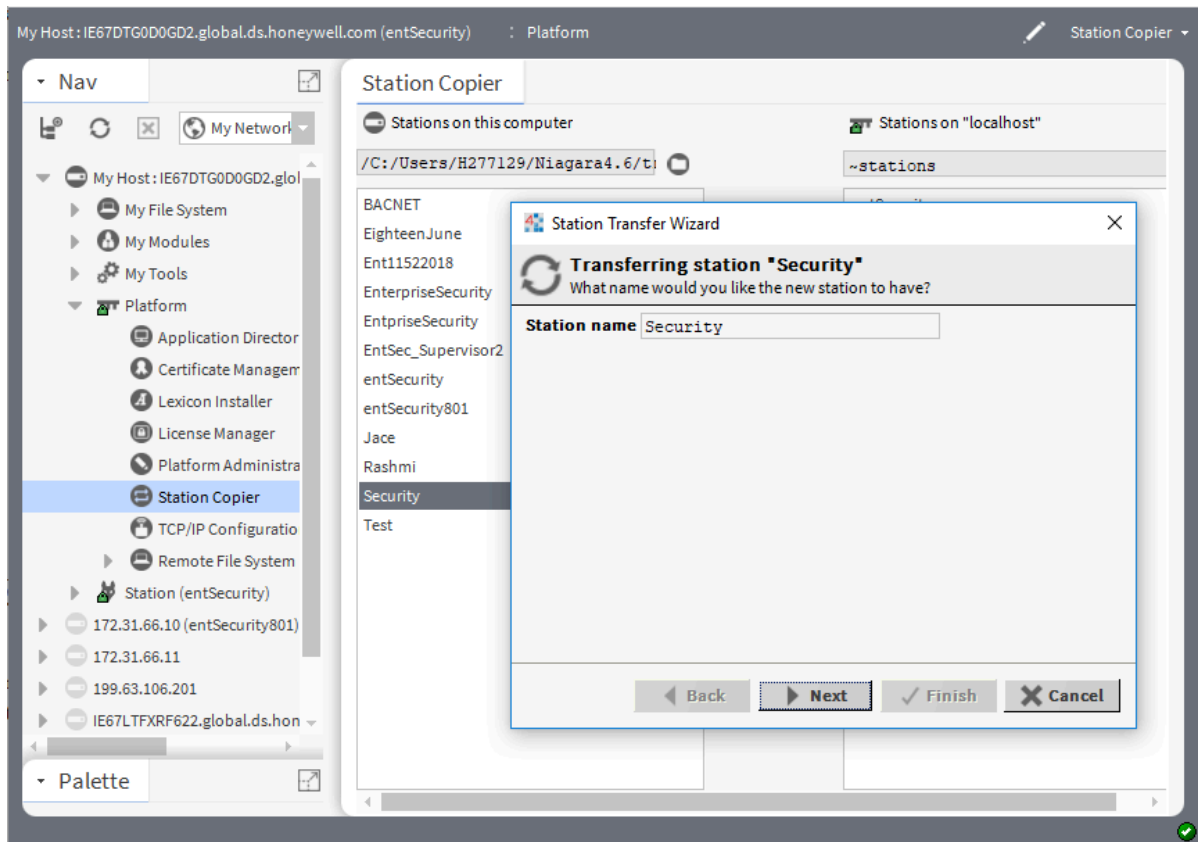 My Host : IE67DTG0D0GD2.global.ds.honeywell.com (entSecurity) : Platform
Station Copier
Nav
My Network
My Host : IE67DTG0D0GD2.glol
My File System
My Modules
My Tools
Platform
Application Director
Certificate Managem
Lexicon Installer
License Manager
Platform Administra
Station Copier
TCP/IP Configuratio
Remote File System
Station (entSecurity)
172.31.66.10 (entSecurity801)
172.31.66.11
199.63.106.201
IE67LTFXRF622.global.ds.hon
Palette
Station Copier
Stations on this computer
/C:/Users/H277129/Niagara4.6/t
BACNET
EighteenJune
Ent11522018
EnterpriseSecurity
EntpriseSecurity
EntSec_Supervisor2
entSecurity
entSecurity801
Jace
Rashmi
Security
Test
Stations on "localhost"
~stations
Station Transfer Wizard
Transferring station "Security"
What name would you like the new station to have?
Station name Security
Back Next Finish Cancel